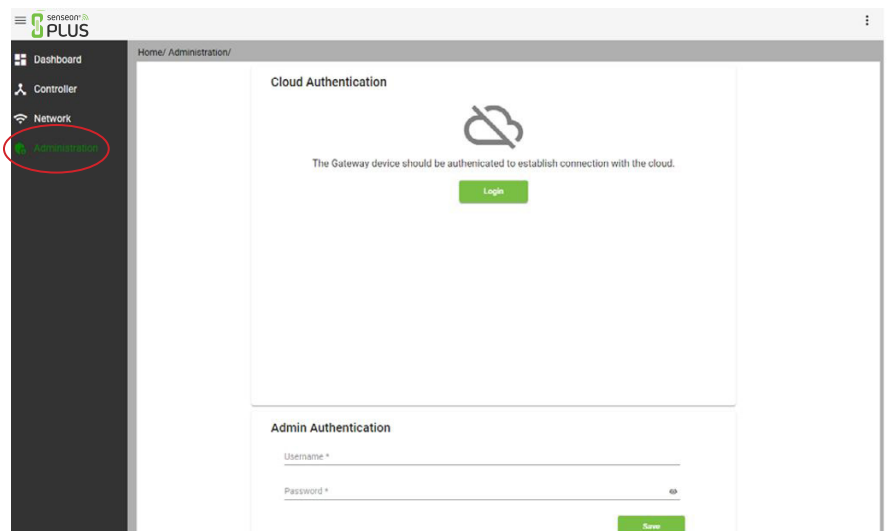 senseon
PLUS
Dashboard
Controller
Network
Administration
Home/ Administration/
Cloud Authentication
The Gateway device should be authenicated to establish connection with the cloud.
Login
Admin Authentication
Username *
Password *
Save